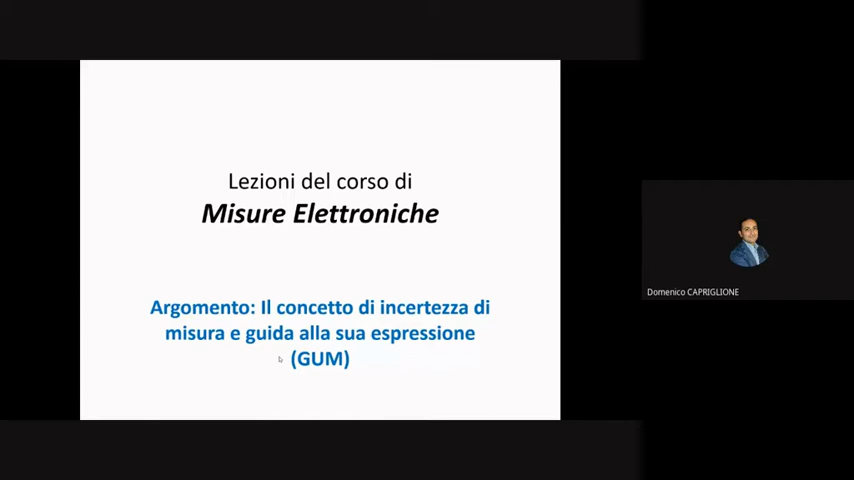 Lezioni del corso di
Misure Elettroniche
Argomento: Il concetto di incertezza di
misura e guida alla sua espressione
(GUM)
Domenico CAPRIGLIONE